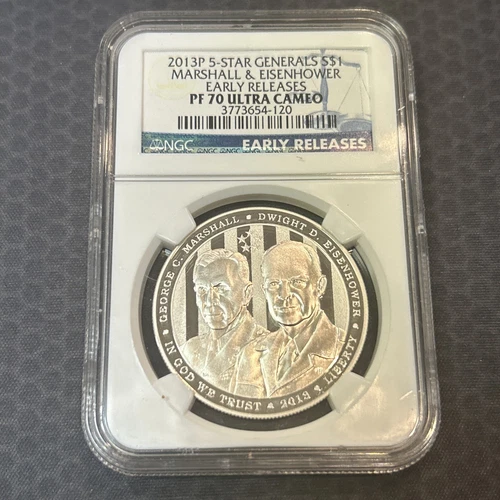 2013P 5-STAR GENERALS S$1
MARSHALL & EISENHOWER
EARLY RELEASES
PF 70 ULTRA CAMEO
3773654-120
NGC
EARLY RELEASES
GEORGE C. MARSHALL • DWIGHT D. EISENHOWER
IN GOD WE TRUST • 2013 • LIBERTY